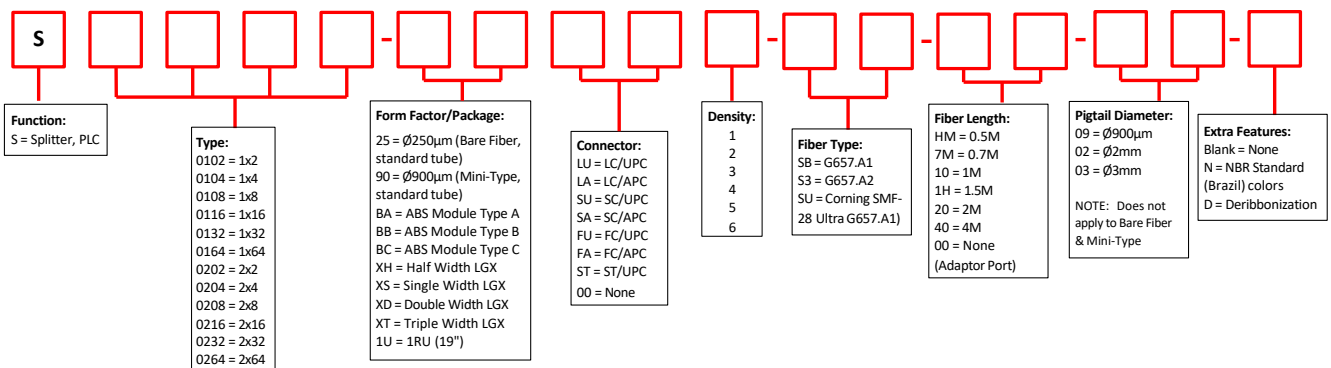 S - - - - -
Function:
S = Splitter, PLC
Type:
0102 = 1x2
0104 = 1x4
0108 = 1x8
0116 = 1x16
0132 = 1x32
0164 = 1x64
0202 = 2x2
0204 = 2x4
0208 = 2x8
0216 = 2x16
0232 = 2x32
0264 = 2x64
Form Factor/Package:
25 = Ø250µm (Bare Fiber,
standard tube)
90 = Ø900µm (Mini-Type,
standard tube)
BA = ABS Module Type A
BB = ABS Module Type B
BC = ABS Module Type C
XH = Half Width LGX
XS = Single Width LGX
XD = Double Width LGX
XT = Triple Width LGX
1U = 1RU (19")
Connector:
LU = LC/UPC
LA = LC/APC
SU = SC/UPC
SA = SC/APC
FU = FC/UPC
FA = FC/APC
ST = ST/UPC
00 = None
Density:
1
2
3
4
5
6
Fiber Type:
SB = G657.A1
S3 = G657.A2
SU = Corning SMF-
28 Ultra G657.A1)
Fiber Length:
HM = 0.5M
7M = 0.7M
10 = 1M
1H = 1.5M
20 = 2M
40 = 4M
00 = None
(Adaptor Port)
Pigtail Diameter:
09 = Ø900µm
02 = Ø2mm
03 = Ø3mm
NOTE: Does not
apply to Bare Fiber
& Mini-Type
Extra Features:
Blank = None
N = NBR Standard
(Brazil) colors
D = Deribbonization